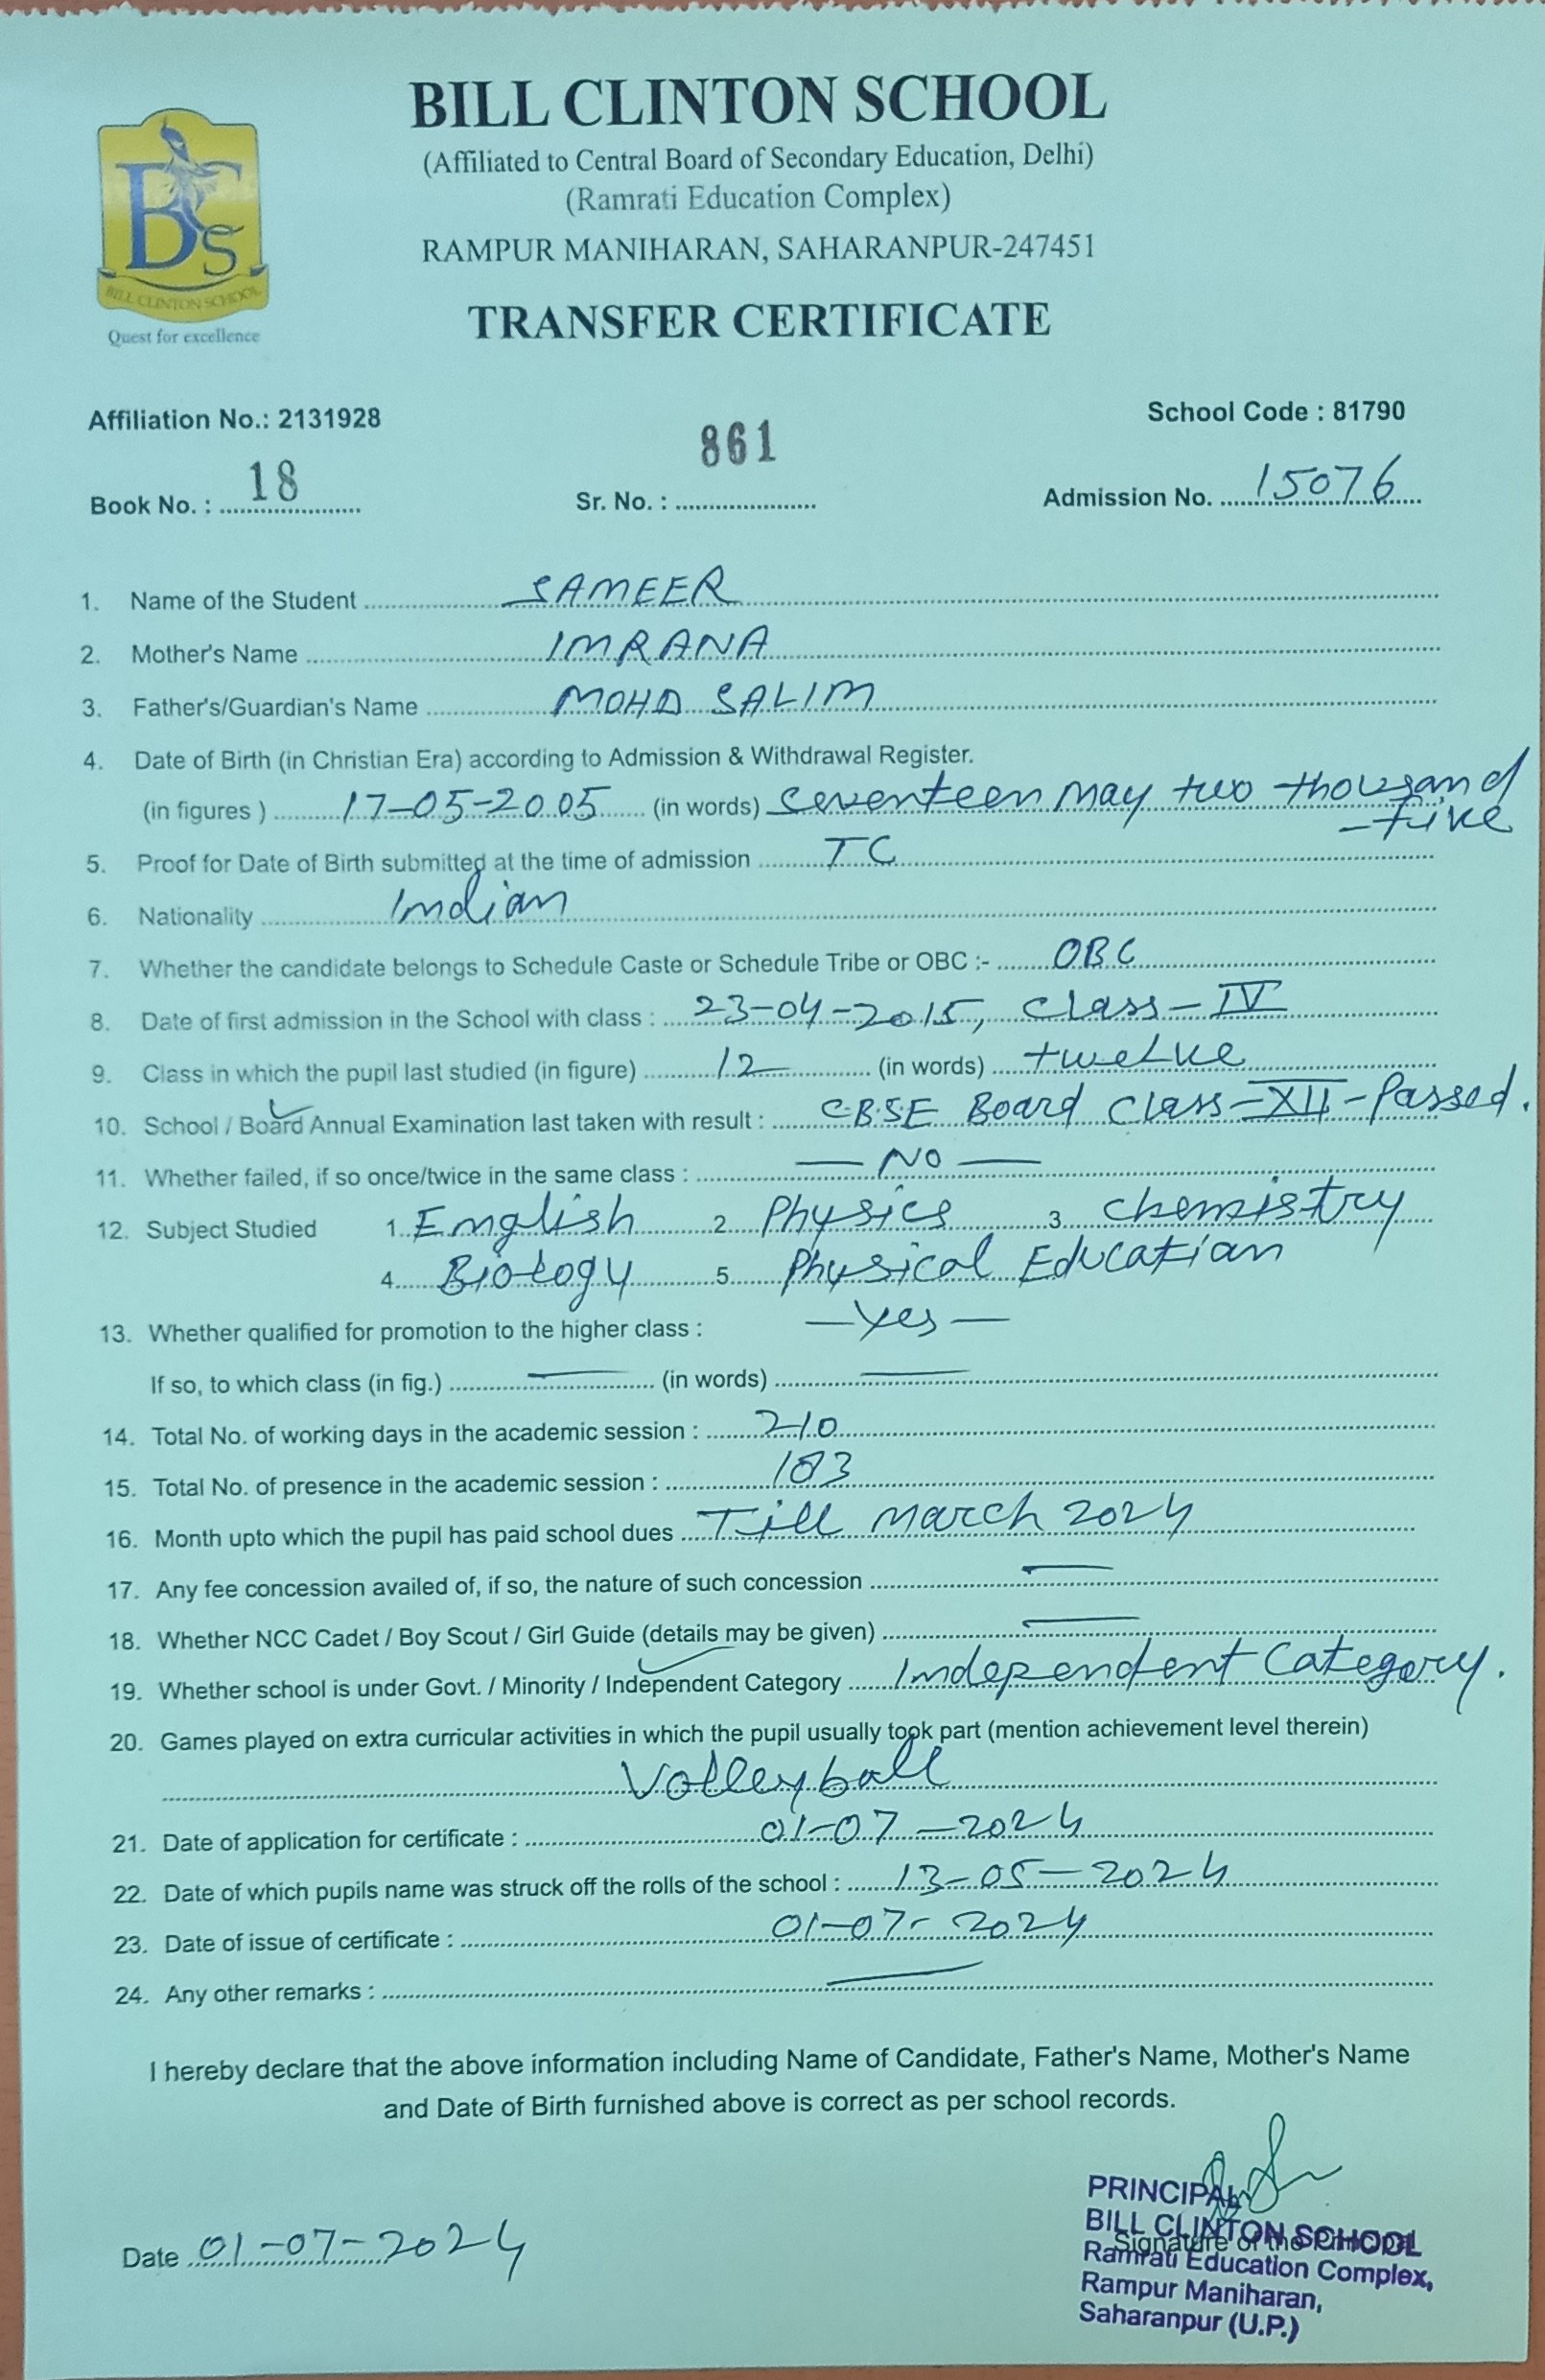 BILL CLINTON SCHOOL
(Affiliated to Central Board of Secondary Education, Delhi)
(Ramrati Education Complex)
RAMPUR MANIHARAN, SAHARANPUR-247451
TRANSFER CERTIFICATE
BCS
BILL CLINTON SCHOOL
Quest for excellence
Affiliation No.: 2131928 School Code : 81790
Book No. : 18 Sr. No. : 861 Admission No. 15076
1. Name of the Student SAMEER
2. Mother's Name IMRANA
3. Father's/Guardian's Name MOHD SALIM
4. Date of Birth (in Christian Era) according to Admission & Withdrawal Register.
(in figures ) 17-05-2005 (in words) Seventeen May two thousand
-five
5. Proof for Date of Birth submitted at the time of admission TC
6. Nationality Indian
7. Whether the candidate belongs to Schedule Caste or Schedule Tribe or OBC :- OBC
8. Date of first admission in the School with class : 23-04-2015, Class-IV
9. Class in which the pupil last studied (in figure) 12 (in words) twelve
10. School / Board Annual Examination last taken with result : C.B.S.E Board Class-XII-Passed.
11. Whether failed, if so once/twice in the same class : — NO —
12. Subject Studied 1. English 2. Physics 3. Chemistry
4. Biology 5. Physical Education
13. Whether qualified for promotion to the higher class : — Yes —
If so, to which class (in fig.) — (in words) —
14. Total No. of working days in the academic session : 210
15. Total No. of presence in the academic session : 183
16. Month upto which the pupil has paid school dues Till March 2024
17. Any fee concession availed of, if so, the nature of such concession —
18. Whether NCC Cadet / Boy Scout / Girl Guide (details may be given) —
19. Whether school is under Govt. / Minority / Independent Category Independent Category.
20. Games played on extra curricular activities in which the pupil usually took part (mention achievement level therein)
Volleyball
21. Date of application for certificate : 01-07-2024
22. Date of which pupils name was struck off the rolls of the school : 13-05-2024
23. Date of issue of certificate : 01-07-2024
24. Any other remarks : —
I hereby declare that the above information including Name of Candidate, Father's Name, Mother's Name
and Date of Birth furnished above is correct as per school records.
Date 01-07-2024
PRINCIPAL
BILL CLINTON SCHOOL
Signature of the Principal
Ramrati Education Complex,
Rampur Maniharan,
Saharanpur (U.P.)